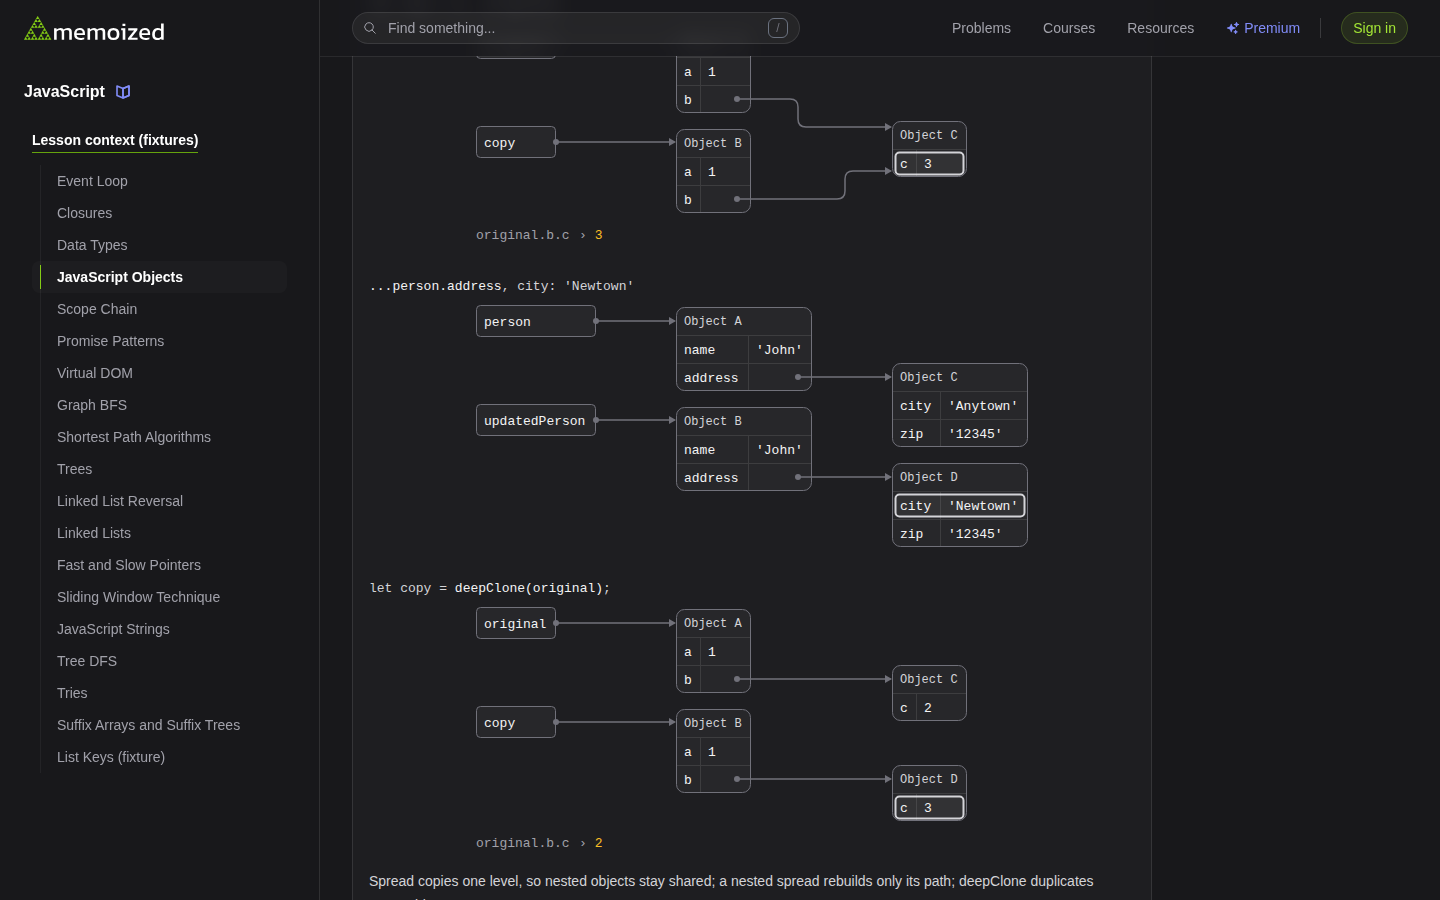 memoized
Find something...
/
Problems
Courses
Resources
Premium
Sign in
JavaScript
Lesson context (fixtures)
Event Loop
Closures
Data Types
JavaScript Objects
Scope Chain
Promise Patterns
Virtual DOM
Graph BFS
Shortest Path Algorithms
Trees
Linked List Reversal
Linked Lists
Fast and Slow Pointers
Sliding Window Technique
JavaScript Strings
Tree DFS
Tries
Suffix Arrays and Suffix Trees
List Keys (fixture)
a 1
b
copy
Object B
a 1
b
Object C
c 3
original.b.c › 3
...person.address, city: 'Newtown'
person
Object A
name 'John'
address
Object C
city 'Anytown'
zip '12345'
updatedPerson
Object B
name 'John'
address
Object D
city 'Newtown'
zip '12345'
let copy = deepClone(original);
original
Object A
a 1
b
Object C
c 2
copy
Object B
a 1
b
Object D
c 3
original.b.c › 2
Spread copies one level, so nested objects stay shared; a nested spread rebuilds only its path; deepClone duplicates